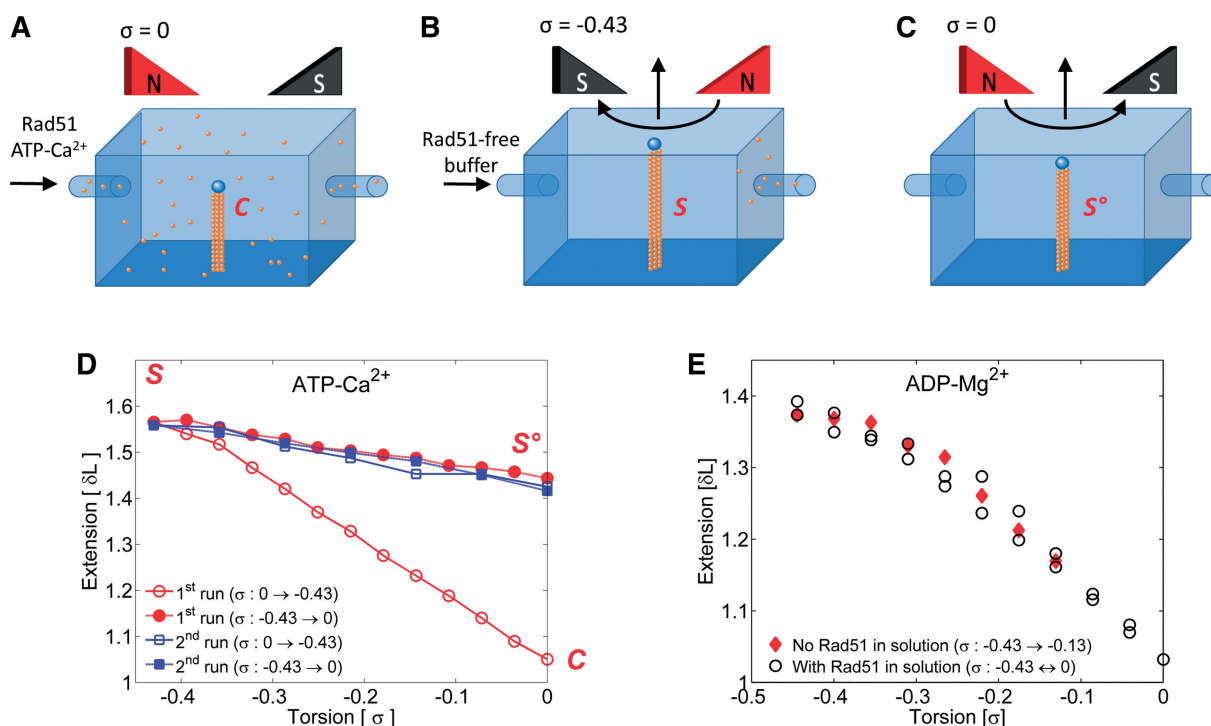 A
σ = 0
N
S
Rad51
ATP-Ca²⁺
C
B
σ = -0.43
S
N
Rad51-free
buffer
S
C
σ = 0
N
S
S°
D
ATP-Ca²⁺
S
S°
C
Extension [ δL]
1.6
1.5
1.4
1.3
1.2
1.1
1
1ˢᵗ run (σ : 0 → -0.43)
1ˢᵗ run (σ : -0.43 → 0)
2ⁿᵈ run (σ : 0 → -0.43)
2ⁿᵈ run (σ : -0.43 → 0)
-0.4 -0.3 -0.2 -0.1 0
Torsion [ σ]
E
ADP-Mg²⁺
Extension [δL]
1.4
1.3
1.2
1.1
1
No Rad51 in solution (σ : -0.43 → -0.13)
With Rad51 in solution (σ : -0.43 ↔ 0)
-0.5 -0.4 -0.3 -0.2 -0.1 0
Torsion [σ]